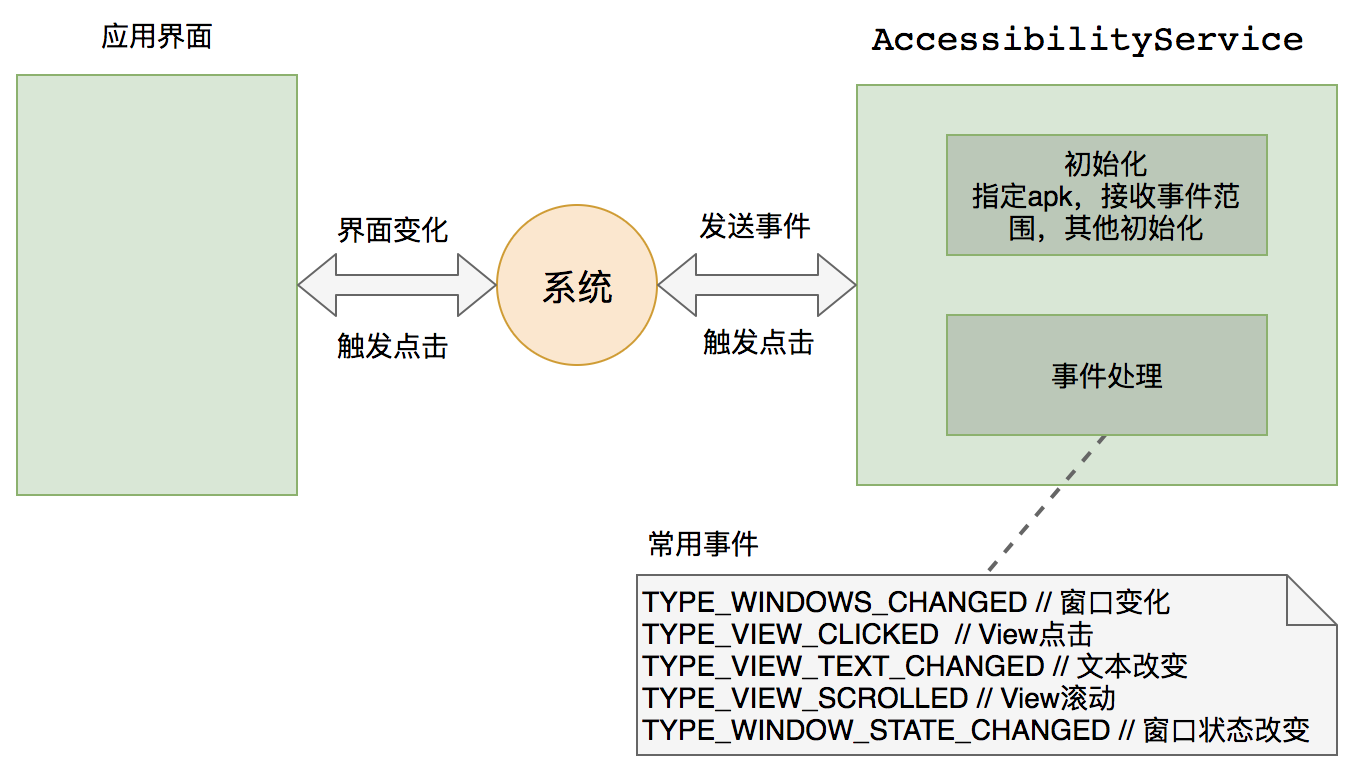 应用界面
AccessibilityService
初始化
指定apk，接收事件范
围，其他初始化
界面变化
发送事件
系统
触发点击
触发点击
事件处理
常用事件
TYPE_WINDOWS_CHANGED // 窗口变化
TYPE_VIEW_CLICKED  // View点击
TYPE_VIEW_TEXT_CHANGED // 文本改变
TYPE_VIEW_SCROLLED // View滚动
TYPE_WINDOW_STATE_CHANGED // 窗口状态改变